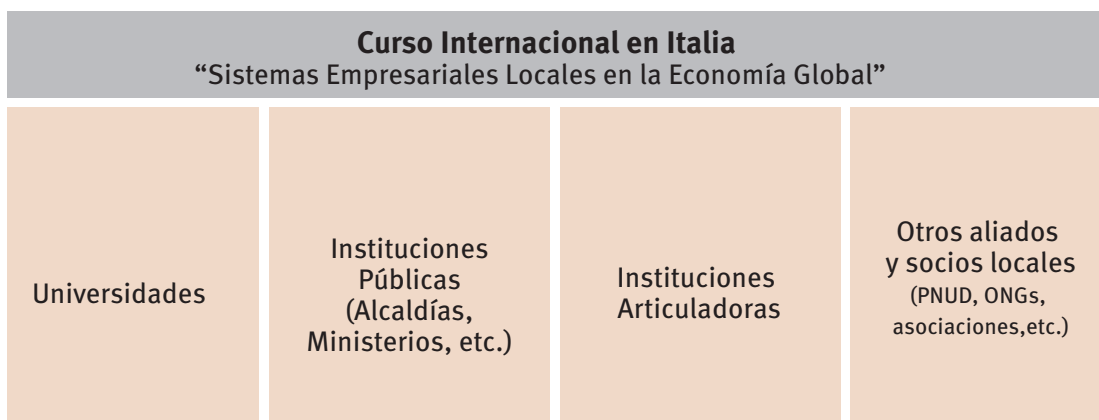 Curso Internacional en Italia
“Sistemas Empresariales Locales en la Economía Global”
Universidades
Instituciones
Públicas
(Alcaldías,
Ministerios, etc.)
Instituciones
Articuladoras
Otros aliados
y socios locales
(PNUD, ONGs,
asociaciones,etc.)